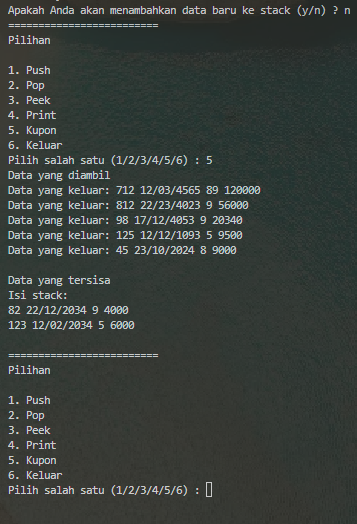 Apakah Anda akan menambahkan data baru ke stack (y/n) ? n
=========================
Pilihan
1. Push
2. Pop
3. Peek
4. Print
5. Kupon
6. Keluar
Pilih salah satu (1/2/3/4/5/6) : 5
Data yang diambil
Data yang keluar: 712 12/03/4565 89 120000
Data yang keluar: 812 22/23/4023 9 56000
Data yang keluar: 98 17/12/4053 9 20340
Data yang keluar: 125 12/12/1093 5 9500
Data yang keluar: 45 23/10/2024 8 9000
Data yang tersisa
Isi stack:
82 22/12/2034 9 4000
123 12/02/2034 5 6000
=========================
Pilihan
1. Push
2. Pop
3. Peek
4. Print
5. Kupon
6. Keluar
Pilih salah satu (1/2/3/4/5/6) :